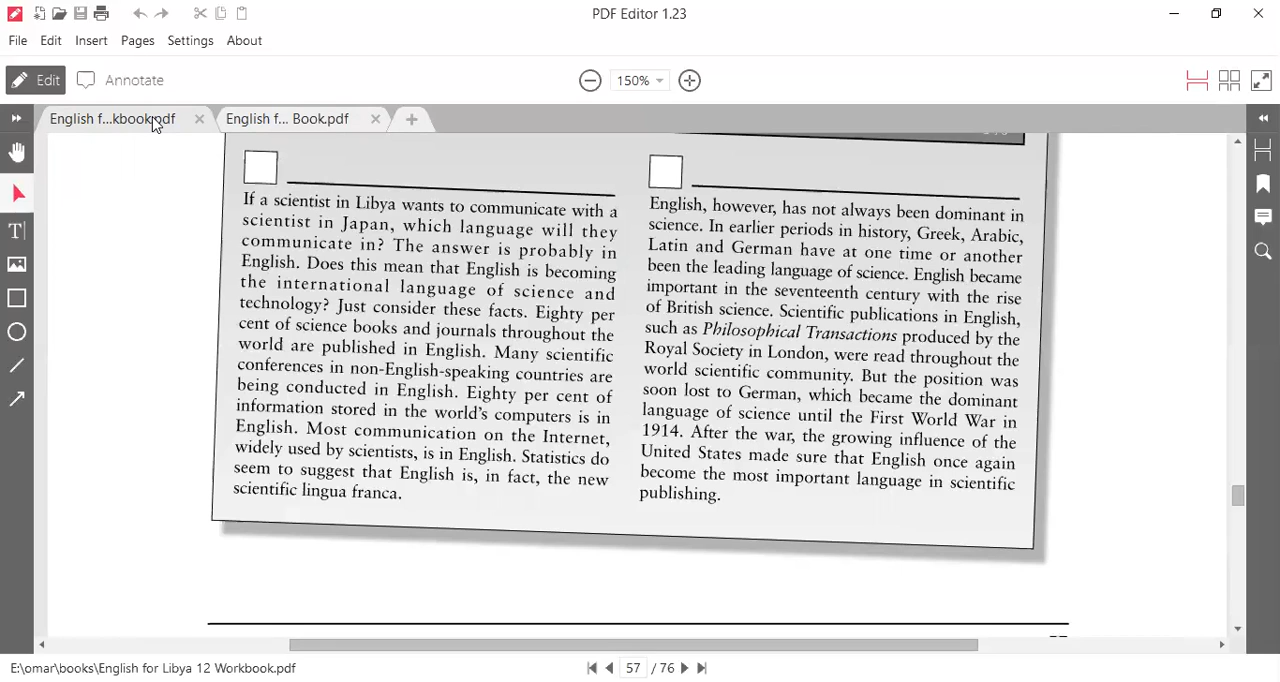 PDF Editor 1.23
File Edit Insert Pages Settings About
Edit Annotate 150%
English f...kbook.pdf English f... Book.pdf
If a scientist in Libya wants to communicate with a
scientist in Japan, which language will they
communicate in? The answer is probably in
English. Does this mean that English is becoming
the international language of science and
technology? Just consider these facts. Eighty per
cent of science books and journals throughout the
world are published in English. Many scientific
conferences in non-English-speaking countries are
being conducted in English. Eighty per cent of
information stored in the world's computers is in
English. Most communication on the Internet,
widely used by scientists, is in English. Statistics do
seem to suggest that English is, in fact, the new
scientific lingua franca.
English, however, has not always been dominant in
science. In earlier periods in history, Greek, Arabic,
Latin and German have at one time or another
been the leading language of science. English became
important in the seventeenth century with the rise
of British science. Scientific publications in English,
such as Philosophical Transactions produced by the
Royal Society in London, were read throughout the
world scientific community. But the position was
soon lost to German, which became the dominant
language of science until the First World War in
1914. After the war, the growing influence of the
United States made sure that English once again
become the most important language in scientific
publishing.
E:\omar\books\English for Libya 12 Workbook.pdf 57 / 76